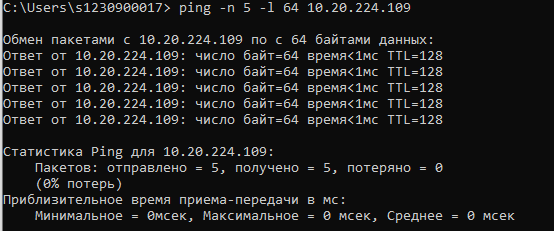 C:\Users\s1230900017> ping -n 5 -l 64 10.20.224.109
Обмен пакетами с 10.20.224.109 по с 64 байтами данных:
Ответ от 10.20.224.109: число байт=64 время<1мс TTL=128
Ответ от 10.20.224.109: число байт=64 время<1мс TTL=128
Ответ от 10.20.224.109: число байт=64 время<1мс TTL=128
Ответ от 10.20.224.109: число байт=64 время<1мс TTL=128
Ответ от 10.20.224.109: число байт=64 время<1мс TTL=128
Статистика Ping для 10.20.224.109:
Пакетов: отправлено = 5, получено = 5, потеряно = 0
(0% потерь)
Приблизительное время приема-передачи в мс:
Минимальное = 0мсек, Максимальное = 0 мсек, Среднее = 0 мсек